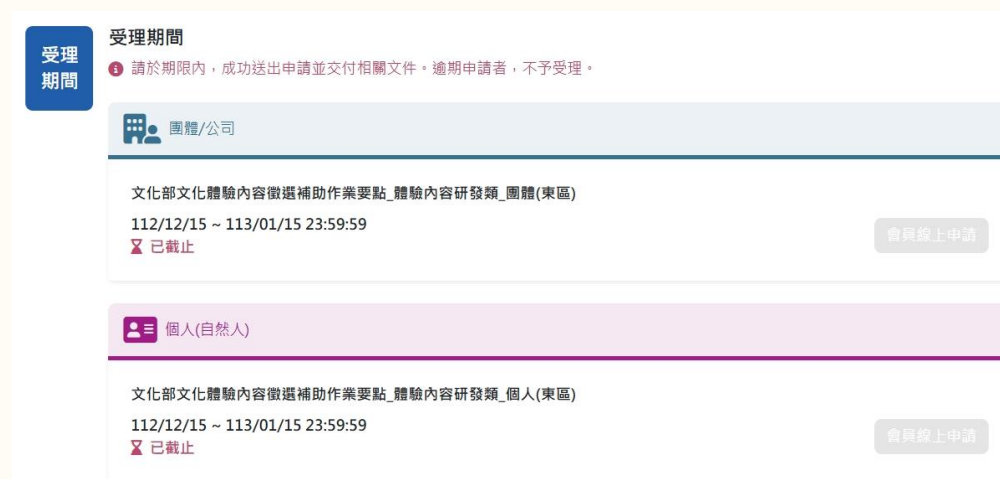 受理
期間
受理期間
請於期限內,成功送出申請並交付相關文件。逾期申請者,不予受理。
團體/公司
文化部文化體驗內容徵選補助作業要點_體驗內容研發類_團體(東區)
112/12/15 ~ 113/01/15 23:59:59
已截止
會員線上申請
個人(自然人)
文化部文化體驗內容徵選補助作業要點_體驗內容研發類_個人(東區)
112/12/15 ~ 113/01/15 23:59:59
已截止
會員線上申請